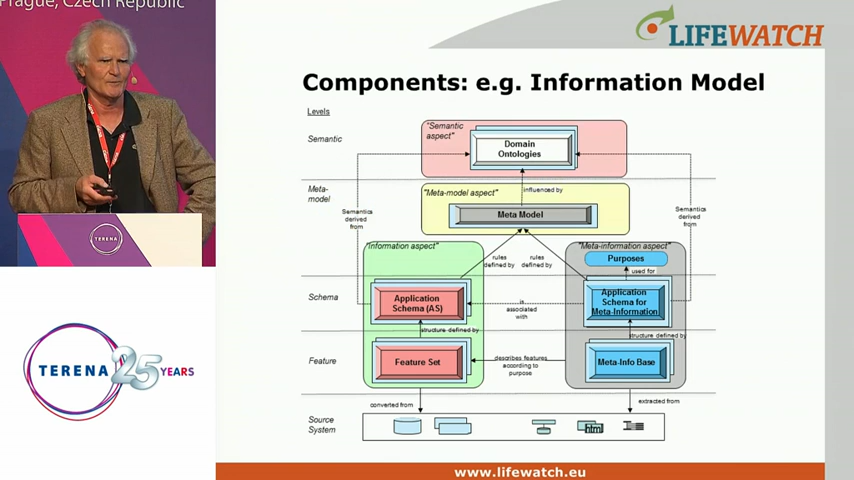 Prague, Czech Republic
TERENA
TERENA 25 YEARS
LIFEWATCH
Components: e.g. Information Model
Levels
Semantic
"Semantic
aspect"
Domain
Ontologies
influenced by
Meta-
model
"Meta-model aspect"
Meta Model
Semantics
derived
from
Semantics
derived
from
"Information aspect"
rules
defined by
rules
defined by
"Meta-information aspect"
Purposes
used for
Schema
Application
Schema (AS)
is
associated
with
Application
Schema for
Meta-Information
structure defined by
structure defined by
Feature
Feature Set
describes features
according to
purpose
Meta-Info Base
converted from
extracted from
Source
System
html
www.lifewatch.eu